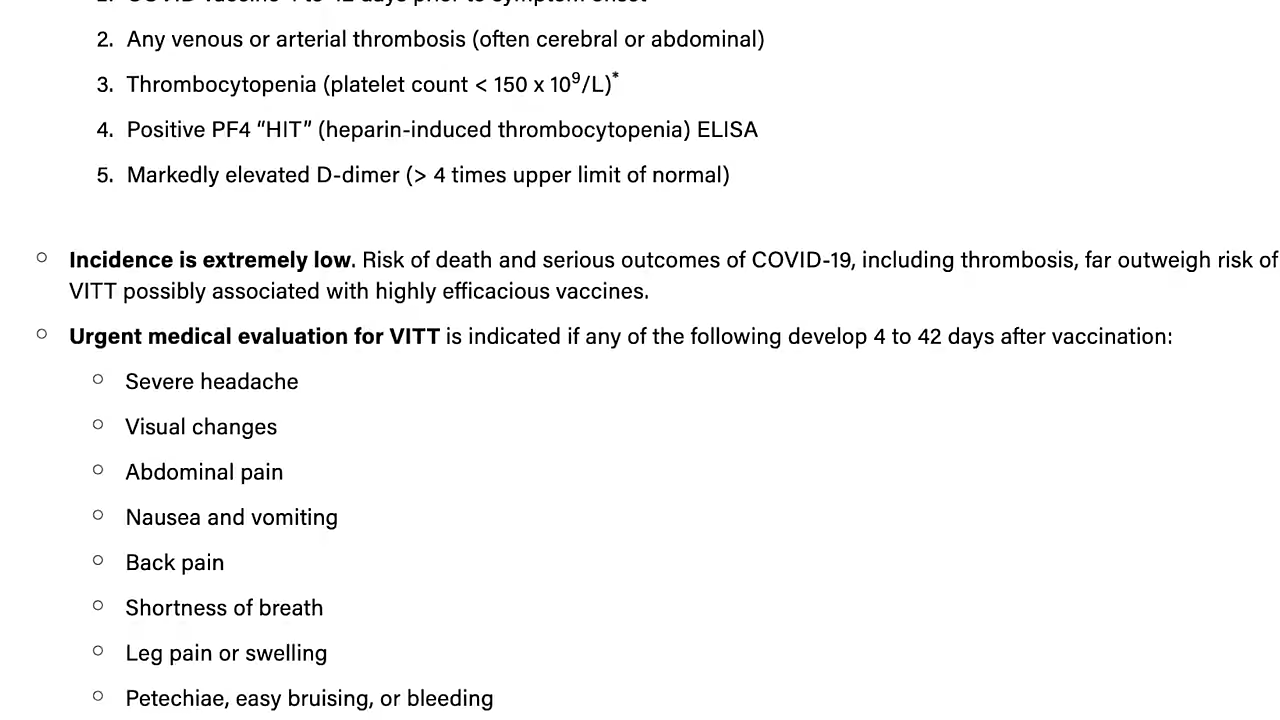 2. Any venous or arterial thrombosis (often cerebral or abdominal)
3. Thrombocytopenia (platelet count < 150 x 10⁹/L)*
4. Positive PF4 “HIT” (heparin-induced thrombocytopenia) ELISA
5. Markedly elevated D-dimer (> 4 times upper limit of normal)
○ Incidence is extremely low. Risk of death and serious outcomes of COVID-19, including thrombosis, far outweigh risk of
VITT possibly associated with highly efficacious vaccines.
○ Urgent medical evaluation for VITT is indicated if any of the following develop 4 to 42 days after vaccination:
○ Severe headache
○ Visual changes
○ Abdominal pain
○ Nausea and vomiting
○ Back pain
○ Shortness of breath
○ Leg pain or swelling
○ Petechiae, easy bruising, or bleeding